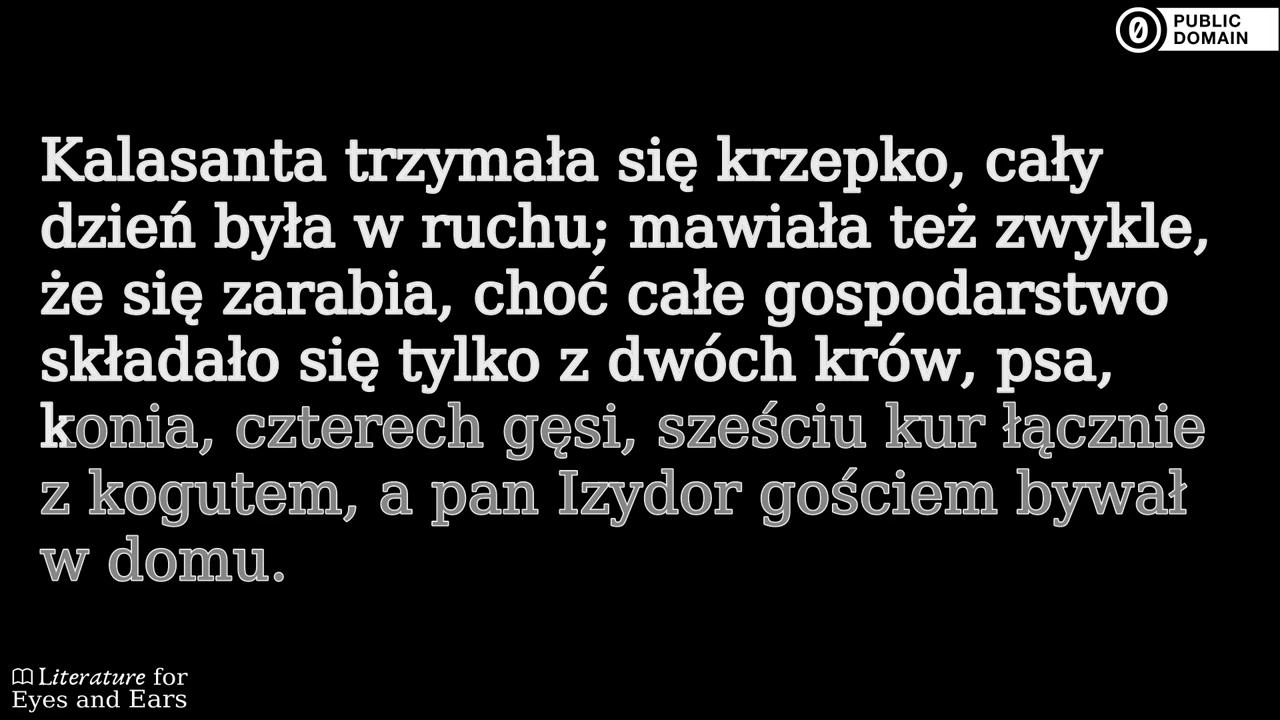 PUBLIC
DOMAIN
Kalasanta trzymała się krzepko, cały
dzień była w ruchu; mawiała też zwykle,
że się zarabia, choć całe gospodarstwo
składało się tylko z dwóch krów, psa,
konia, czterech gęsi, sześciu kur łącznie
z kogutem, a pan Izydor gościem bywał
w domu.
Literature for
Eyes and Ears